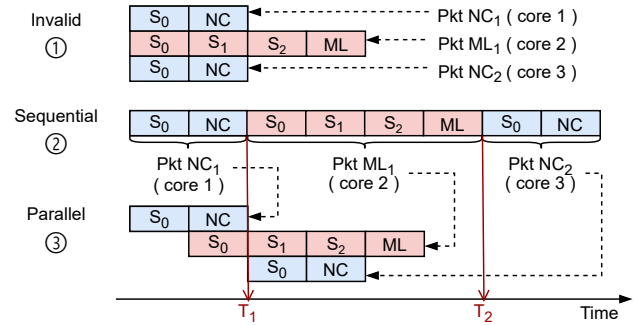 Invalid
①
S₀ NC
Pkt NC₁ ( core 1 )
S₀ S₁ S₂ ML
Pkt ML₁ ( core 2 )
S₀ NC
Pkt NC₂ ( core 3 )
Sequential
②
S₀ NC S₀ S₁ S₂ ML S₀ NC
Pkt NC₁
( core 1 )
Pkt ML₁
( core 2 )
Pkt NC₂
( core 3 )
Parallel
③
S₀ NC
S₀ S₁ S₂ ML
S₀ NC
T₁ T₂ Time